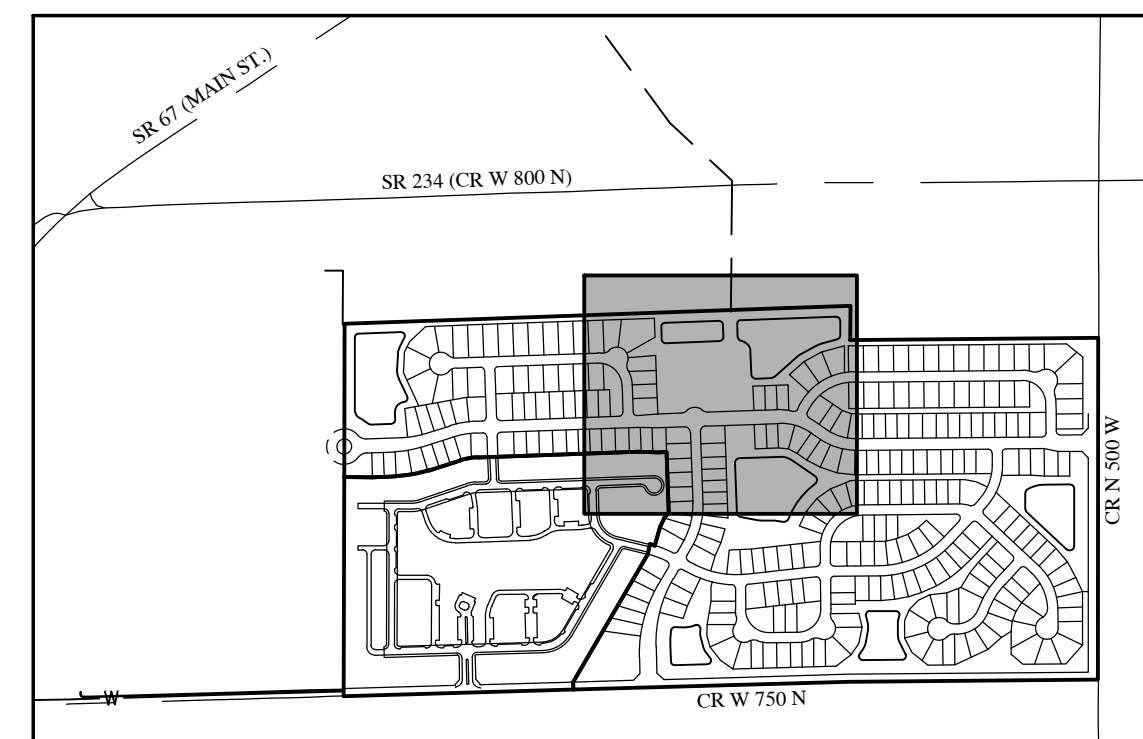 SR 67 (MAIN ST.)
SR 234 (CR W 800 N)
CR N 500 W
W
CR W 750 N